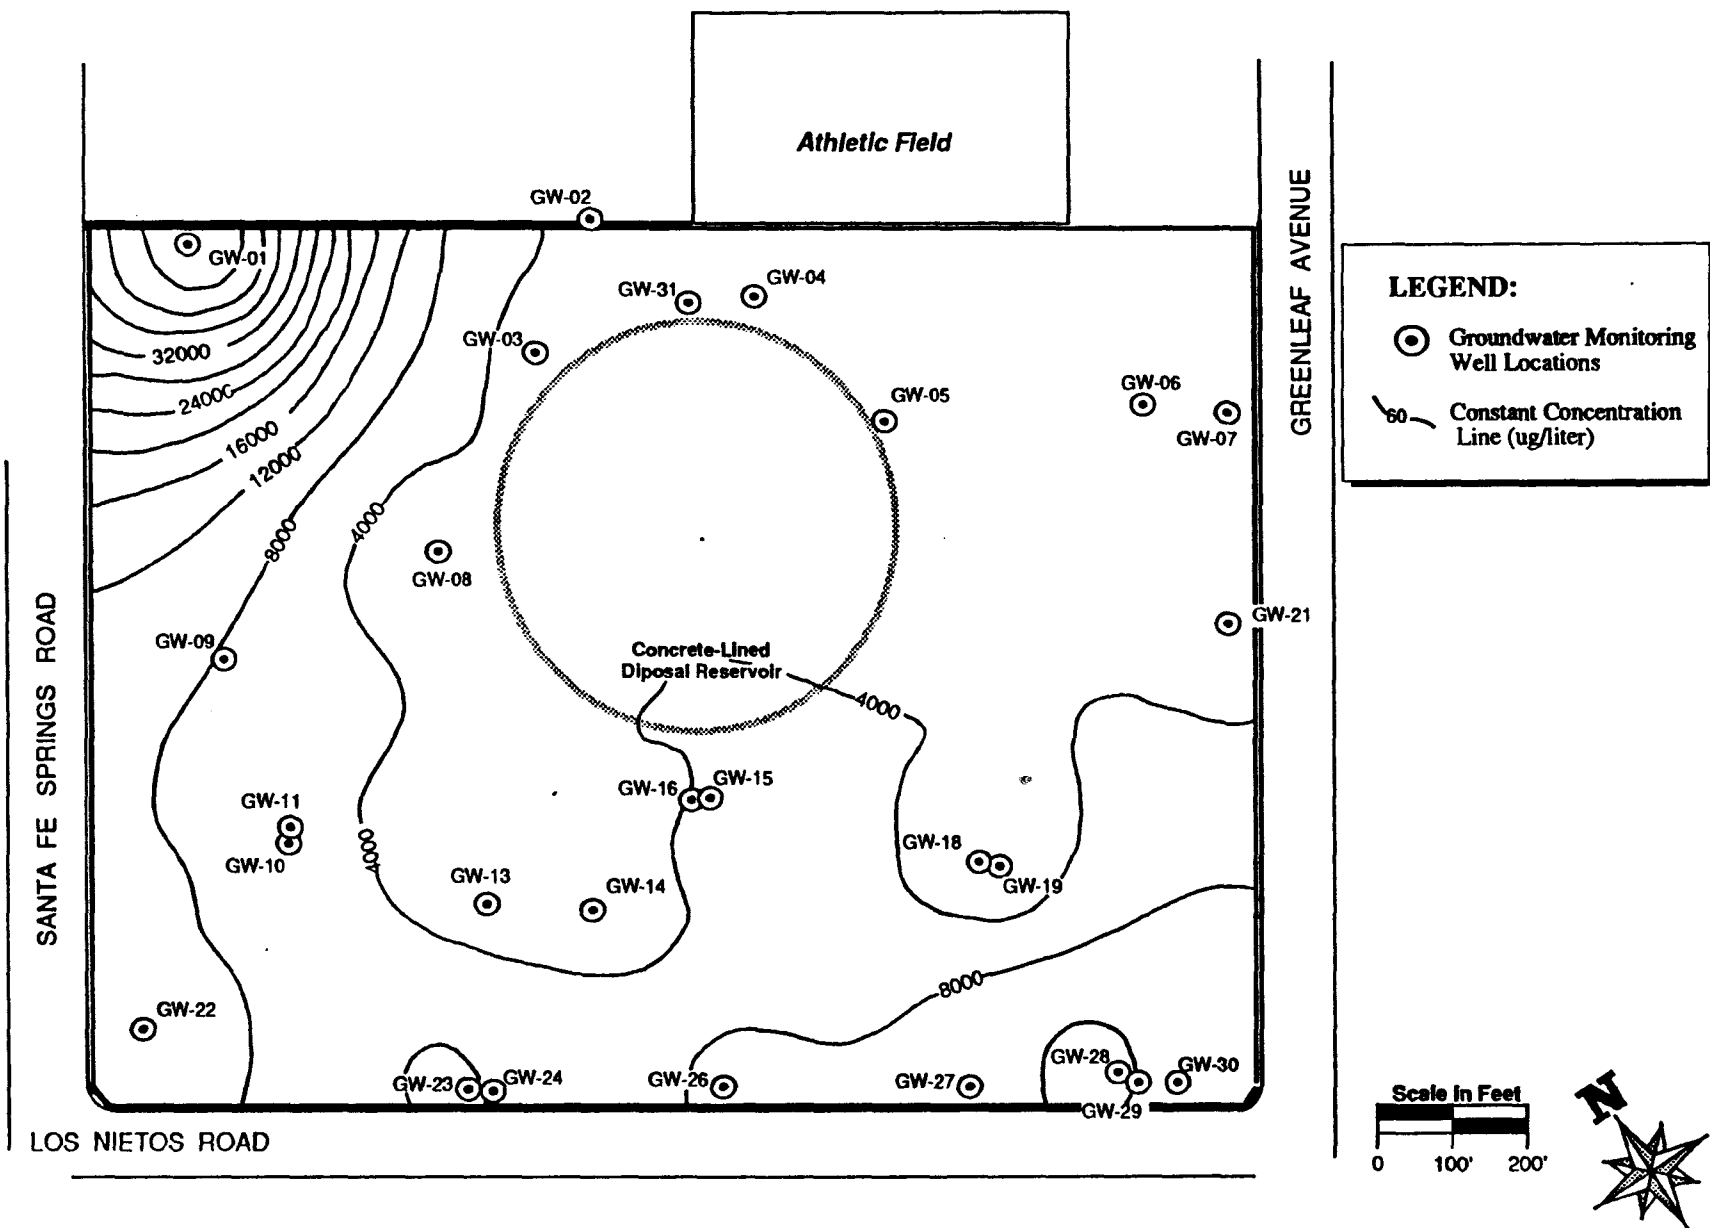 Athletic Field
GW-02
GW-01
GW-31
GW-04
GREENLEAF AVENUE
LEGEND:
Groundwater Monitoring
Well Locations
60
Constant Concentration
Line (ug/liter)
GW-03
32000
24000
16000
12000
8000
4000
GW-05
GW-06
GW-07
GW-08
GW-09
GW-21
SANTA FE SPRINGS ROAD
Concrete-Lined
Diposal Reservoir
4000
GW-11
GW-10
4000
GW-16
GW-15
GW-13
GW-14
GW-18
GW-19
8000
GW-22
GW-23
GW-24
GW-26
GW-27
GW-28
GW-30
GW-29
Scale in Feet
0 100' 200'
N
LOS NIETOS ROAD